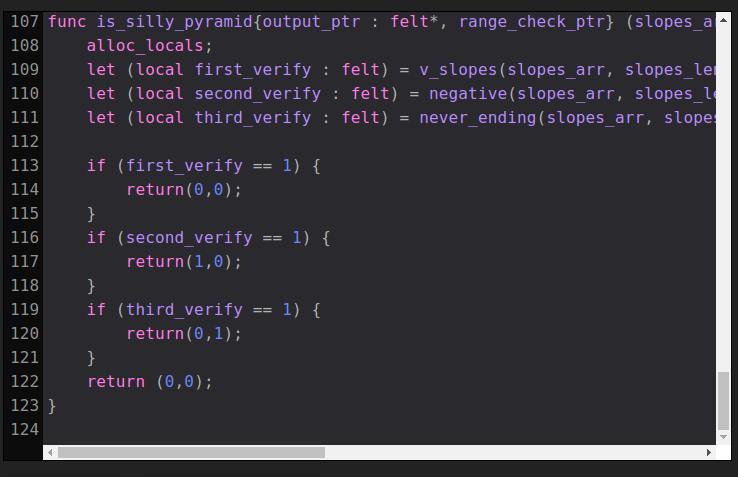 107 func is_silly_pyramid{output_ptr : felt*, range_check_ptr} (slopes_a
108     alloc_locals;
109     let (local first_verify : felt) = v_slopes(slopes_arr, slopes_le
110     let (local second_verify : felt) = negative(slopes_arr, slopes_l
111     let (local third_verify : felt) = never_ending(slopes_arr, slopes
112
113     if (first_verify == 1) {
114         return(0,0);
115     }
116     if (second_verify == 1) {
117         return(1,0);
118     }
119     if (third_verify == 1) {
120         return(0,1);
121     }
122     return (0,0);
123 }
124